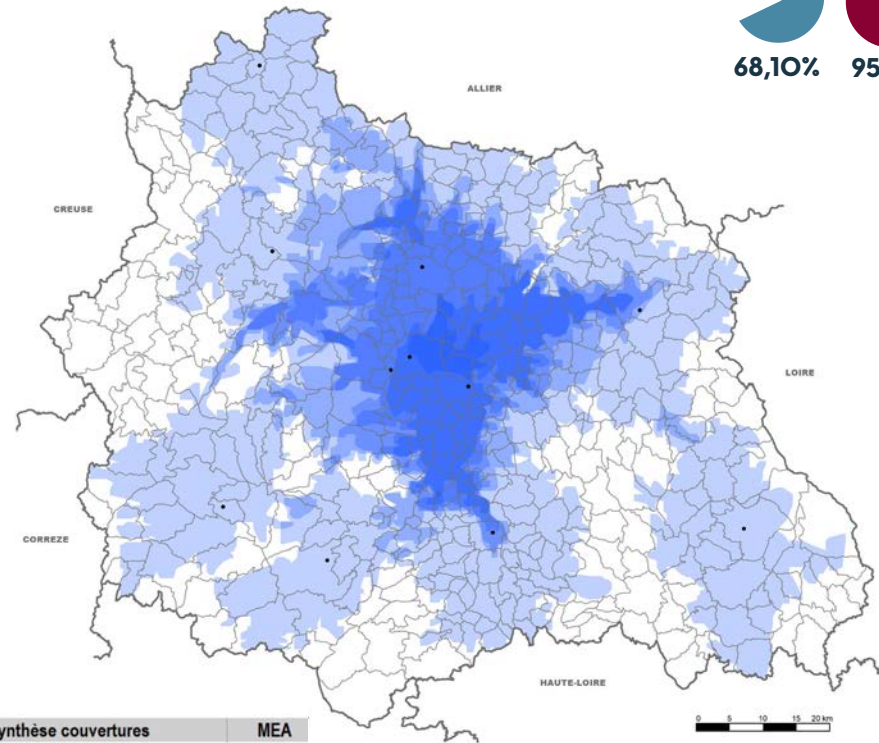 68,10% 95
ALLIER
CREUSE
LOIRE
CORREZE
HAUTE-LOIRE
ynthèse couvertures MEA
0 5 10 15 20 km